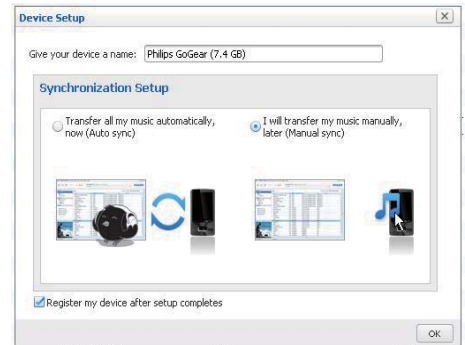 Device Setup
Give your device a name: Philips GoGear (7.4 GB)
Synchronization Setup
Transfer all my music automatically,
now (Auto sync)
I will transfer my music manually,
later (Manual sync)
Register my device after setup completes
OK